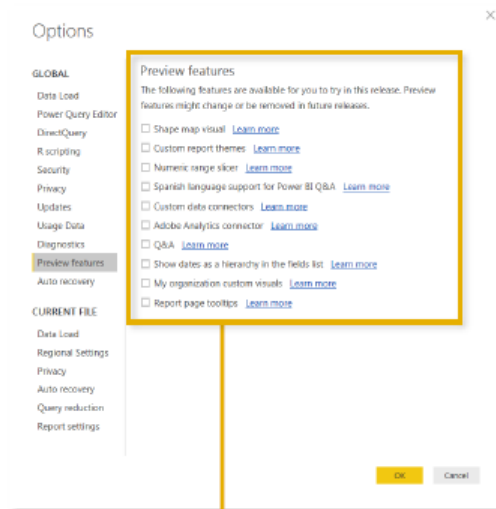 Options
GLOBAL
Data Load
Power Query Editor
DirectQuery
R scripting
Security
Privacy
Updates
Usage Data
Diagnostics
Preview features
Auto recovery
CURRENT FILE
Data Load
Regional Settings
Privacy
Auto recovery
Query reduction
Report settings
Preview features
The following features are available for you to try in this release. Preview
features might change or be removed in future releases.
Shape map visual Learn more
Custom report themes Learn more
Numeric range slicer Learn more
Spanish language support for Power BI Q&A Learn more
Custom data connectors Learn more
Adobe Analytics connector Learn more
Q&A Learn more
Show dates as a hierarchy in the fields list Learn more
My organization custom visuals Learn more
Report page tooltips Learn more
OK Cancel